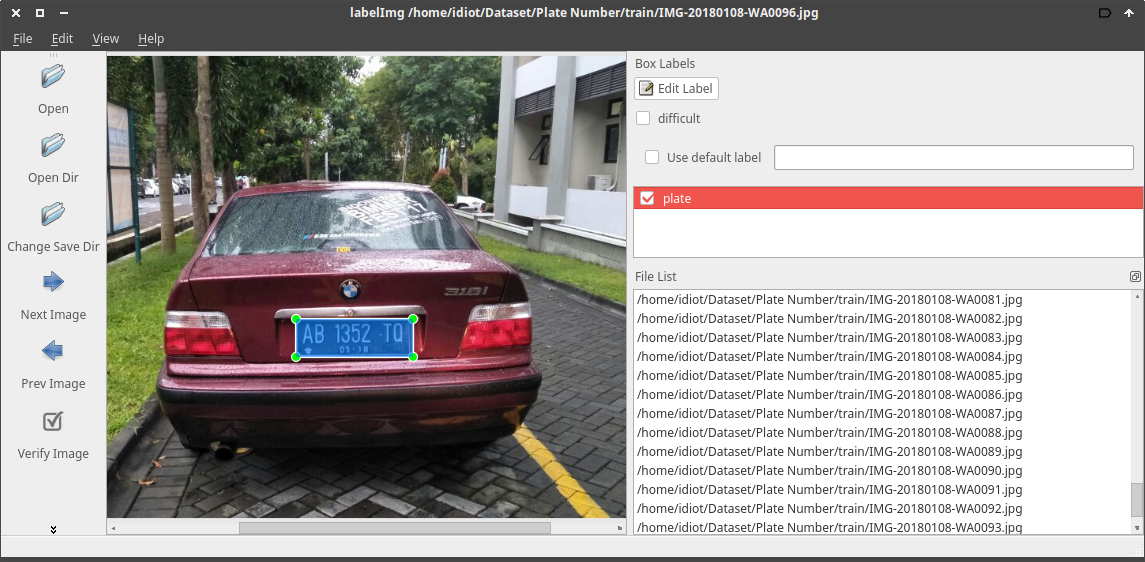 labelImg /home/idiot/Dataset/Plate Number/train/IMG-20180108-WA0096.jpg
File Edit View Help
Open
Open Dir
Change Save Dir
Next Image
Prev Image
Verify Image
318i
AB 1352 TQ
03·18
Box Labels
Edit Label
difficult
Use default label
plate
File List
/home/idiot/Dataset/Plate Number/train/IMG-20180108-WA0081.jpg
/home/idiot/Dataset/Plate Number/train/IMG-20180108-WA0082.jpg
/home/idiot/Dataset/Plate Number/train/IMG-20180108-WA0083.jpg
/home/idiot/Dataset/Plate Number/train/IMG-20180108-WA0084.jpg
/home/idiot/Dataset/Plate Number/train/IMG-20180108-WA0085.jpg
/home/idiot/Dataset/Plate Number/train/IMG-20180108-WA0086.jpg
/home/idiot/Dataset/Plate Number/train/IMG-20180108-WA0087.jpg
/home/idiot/Dataset/Plate Number/train/IMG-20180108-WA0088.jpg
/home/idiot/Dataset/Plate Number/train/IMG-20180108-WA0089.jpg
/home/idiot/Dataset/Plate Number/train/IMG-20180108-WA0090.jpg
/home/idiot/Dataset/Plate Number/train/IMG-20180108-WA0091.jpg
/home/idiot/Dataset/Plate Number/train/IMG-20180108-WA0092.jpg
/home/idiot/Dataset/Plate Number/train/IMG-20180108-WA0093.jpg